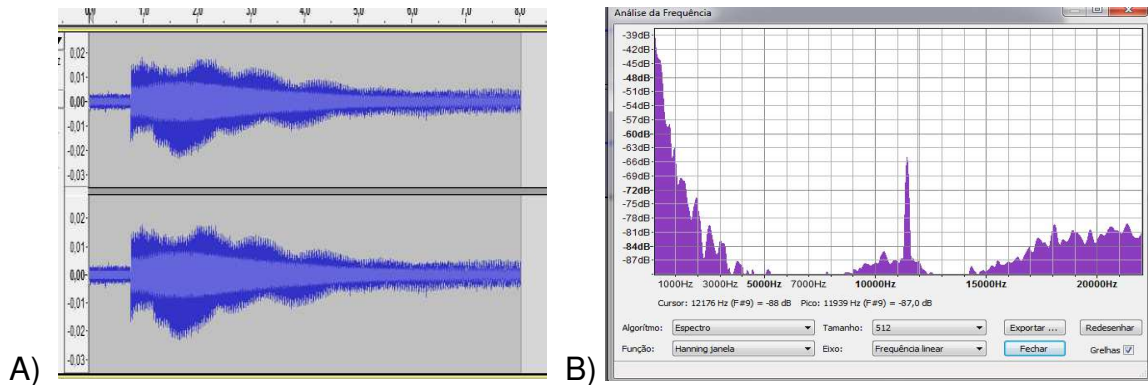 1,0 2,0 3,0 4,0 5,0 6,0 7,0 8,0
0,02
0,01
0,00
-0,01
-0,02
-0,03
0,02
0,01
0,00
-0,01
-0,02
-0,03
A)
Análise da Frequência
-39dB
-42dB
-45dB
-48dB
-51dB
-54dB
-57dB
-60dB
-63dB
-66dB
-69dB
-72dB
-75dB
-78dB
-81dB
-84dB
-87dB
1000Hz 3000Hz 5000Hz 7000Hz 10000Hz 15000Hz 20000Hz
Cursor: 12176 Hz (F#9) = -88 dB Pico: 11939 Hz (F#9) = -87,0 dB
Algoritmo: Espectro Tamanho: 512 Exportar ... Redesenhar
Função: Hanning janela Eixo: Frequência linear Fechar Grelhas
B)